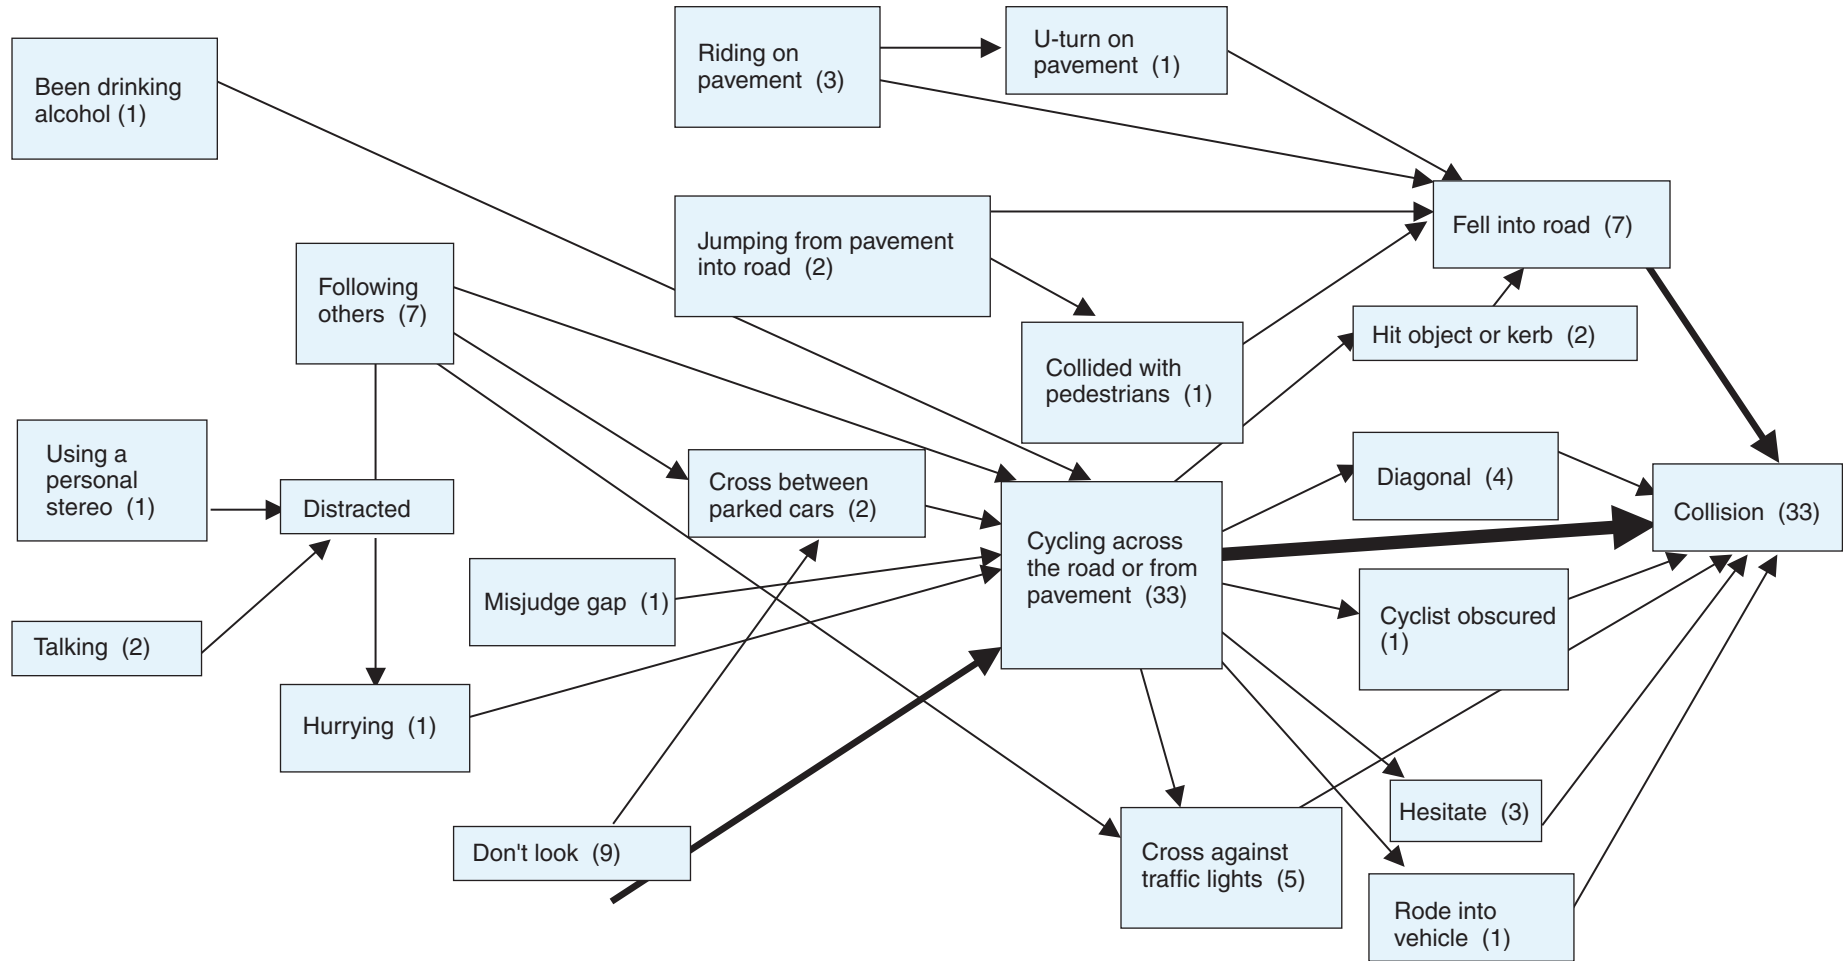 Been drinking
alcohol (1)
Riding on
pavement (3)
U-turn on
pavement (1)
Jumping from pavement
into road (2)
Fell into road (7)
Following
others (7)
Collided with
pedestrians (1)
Hit object or kerb (2)
Using a
personal
stereo (1)
Distracted
Cross between
parked cars (2)
Cycling across
the road or from
pavement (33)
Diagonal (4)
Collision (33)
Misjudge gap (1)
Cyclist obscured
(1)
Talking (2)
Hurrying (1)
Don't look (9)
Cross against
traffic lights (5)
Hesitate (3)
Rode into
vehicle (1)